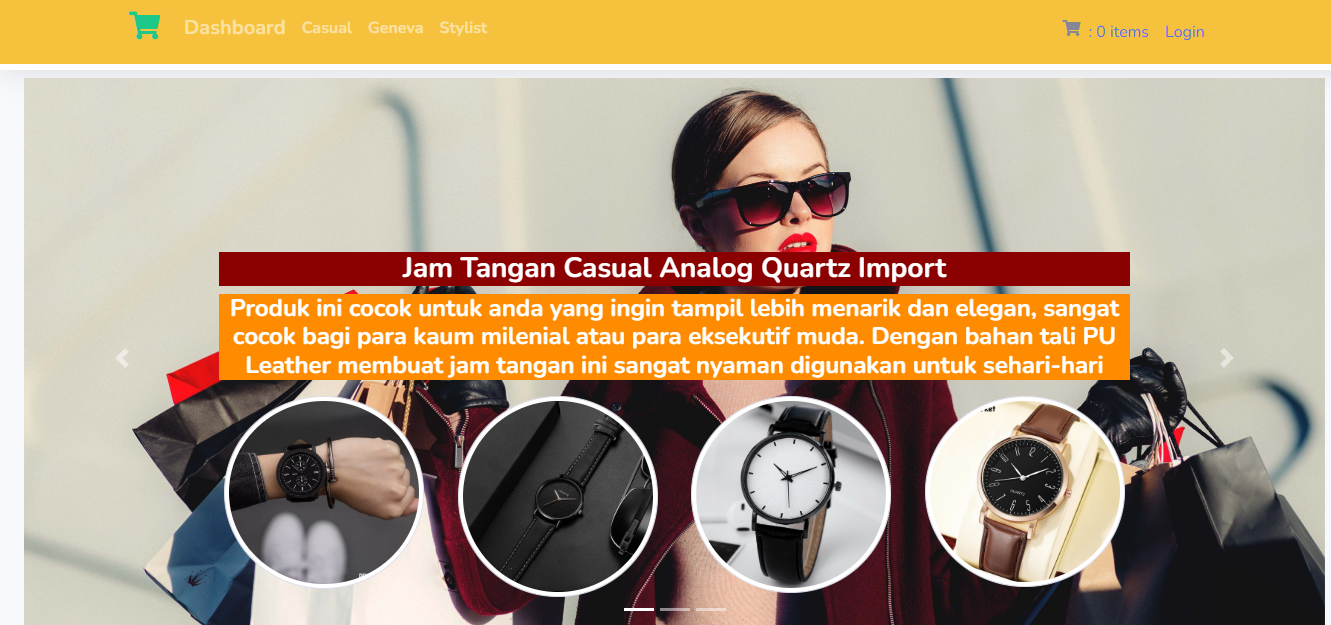 Dashboard Casual Geneva Stylist : 0 items Login
Jam Tangan Casual Analog Quartz Import
Produk ini cocok untuk anda yang ingin tampil lebih menarik dan elegan, sangat
cocok bagi para kaum milenial atau para eksekutif muda. Dengan bahan tali PU
Leather membuat jam tangan ini sangat nyaman digunakan untuk sehari-hari